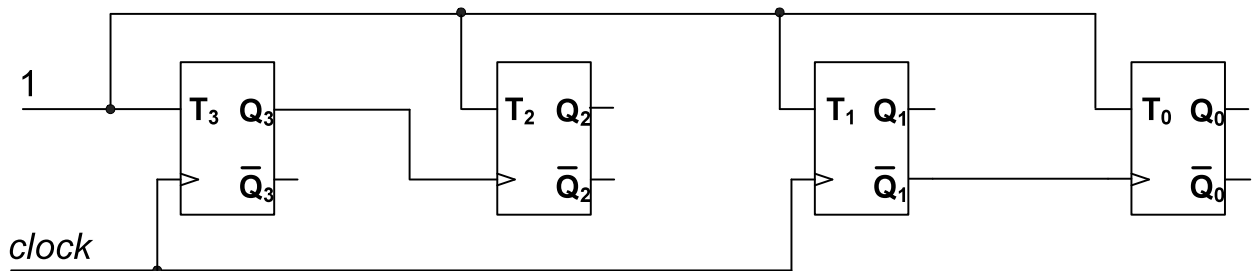 1
T₃ Q₃ T₂ Q₂ T₁ Q₁ T₀ Q₀
Q̅₃ Q̅₂ Q̅₁ Q̅₀
clock